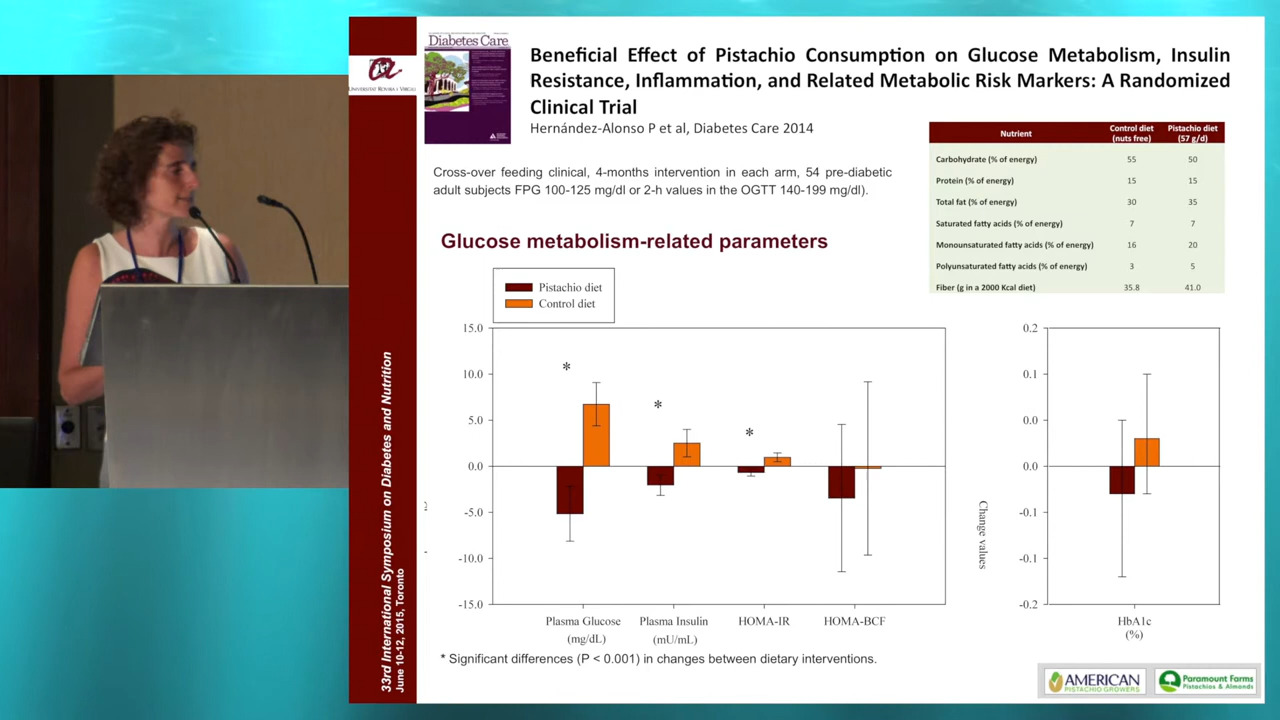 UNIVERSITAT ROVIRA I VIRGILI
Diabetes Care
Beneficial Effect of Pistachio Consumption on Glucose Metabolism, Insulin
Resistance, Inflammation, and Related Metabolic Risk Markers: A Randomized
Clinical Trial
Hernández-Alonso P et al, Diabetes Care 2014
Cross-over feeding clinical, 4-months intervention in each arm, 54 pre-diabetic
adult subjects FPG 100-125 mg/dl or 2-h values in the OGTT 140-199 mg/dl).
Nutrient Control diet (nuts free) Pistachio diet (57 g/d)
Carbohydrate (% of energy) 55 50
Protein (% of energy) 15 15
Total fat (% of energy) 30 35
Saturated fatty acids (% of energy) 7 7
Monounsaturated fatty acids (% of energy) 16 20
Polyunsaturated fatty acids (% of energy) 3 5
Fiber (g in a 2000 Kcal diet) 35.8 41.0
Glucose metabolism-related parameters
Pistachio diet
Control diet
15.0
10.0
5.0
0.0
-5.0
-10.0
-15.0
*
*
*
Plasma Glucose
(mg/dL)
Plasma Insulin
(mU/mL)
HOMA-IR
HOMA-BCF
Change values
0.2
0.1
0.0
0.0
-0.1
-0.1
-0.2
HbA1c
(%)
* Significant differences (P < 0.001) in changes between dietary interventions.
33rd International Symposium on Diabetes and Nutrition
June 10-12, 2015, Toronto
AMERICAN
PISTACHIO GROWERS
Paramount Farms
Pistachios & Almonds